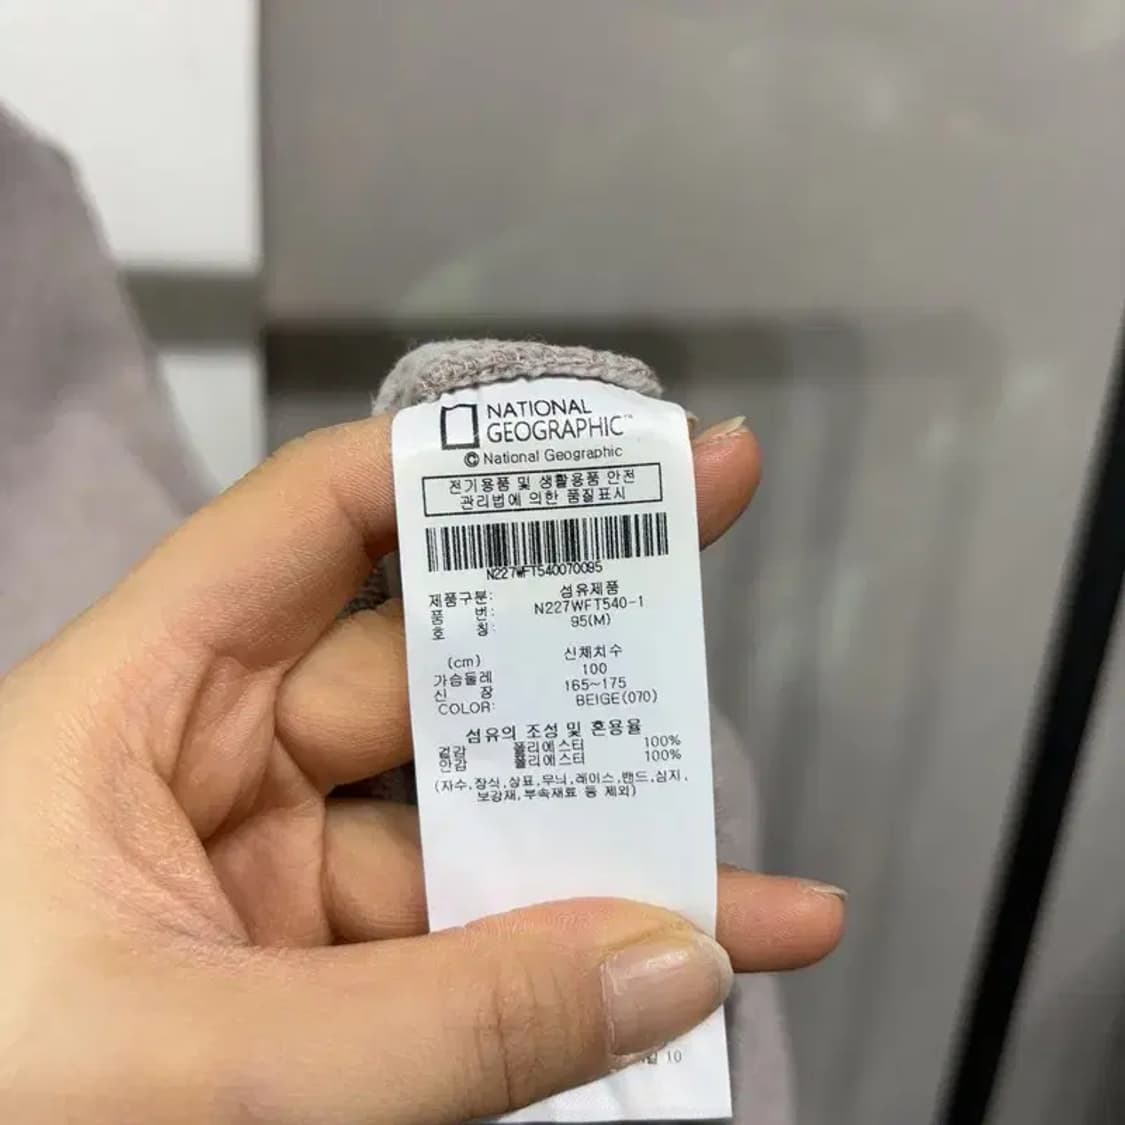 NATIONAL
GEOGRAPHIC™
© National Geographic
전기용품 및 생활용품 안전
관리법에 의한 품질표시
N227WFT540070095
제품구분: 섬유제품
품 번: N227WFT540-1
호 칭: 95(M)
(cm) 신체치수
가슴둘레 100
신 장 165~175
COLOR: BEIGE(070)
섬유의 조성 및 혼용율
겉감 폴리에스터 100%
안감 폴리에스터 100%
(자수,장식,상표,무늬,레이스,밴드,심지,
보강재,부속재료 등 제외)
10